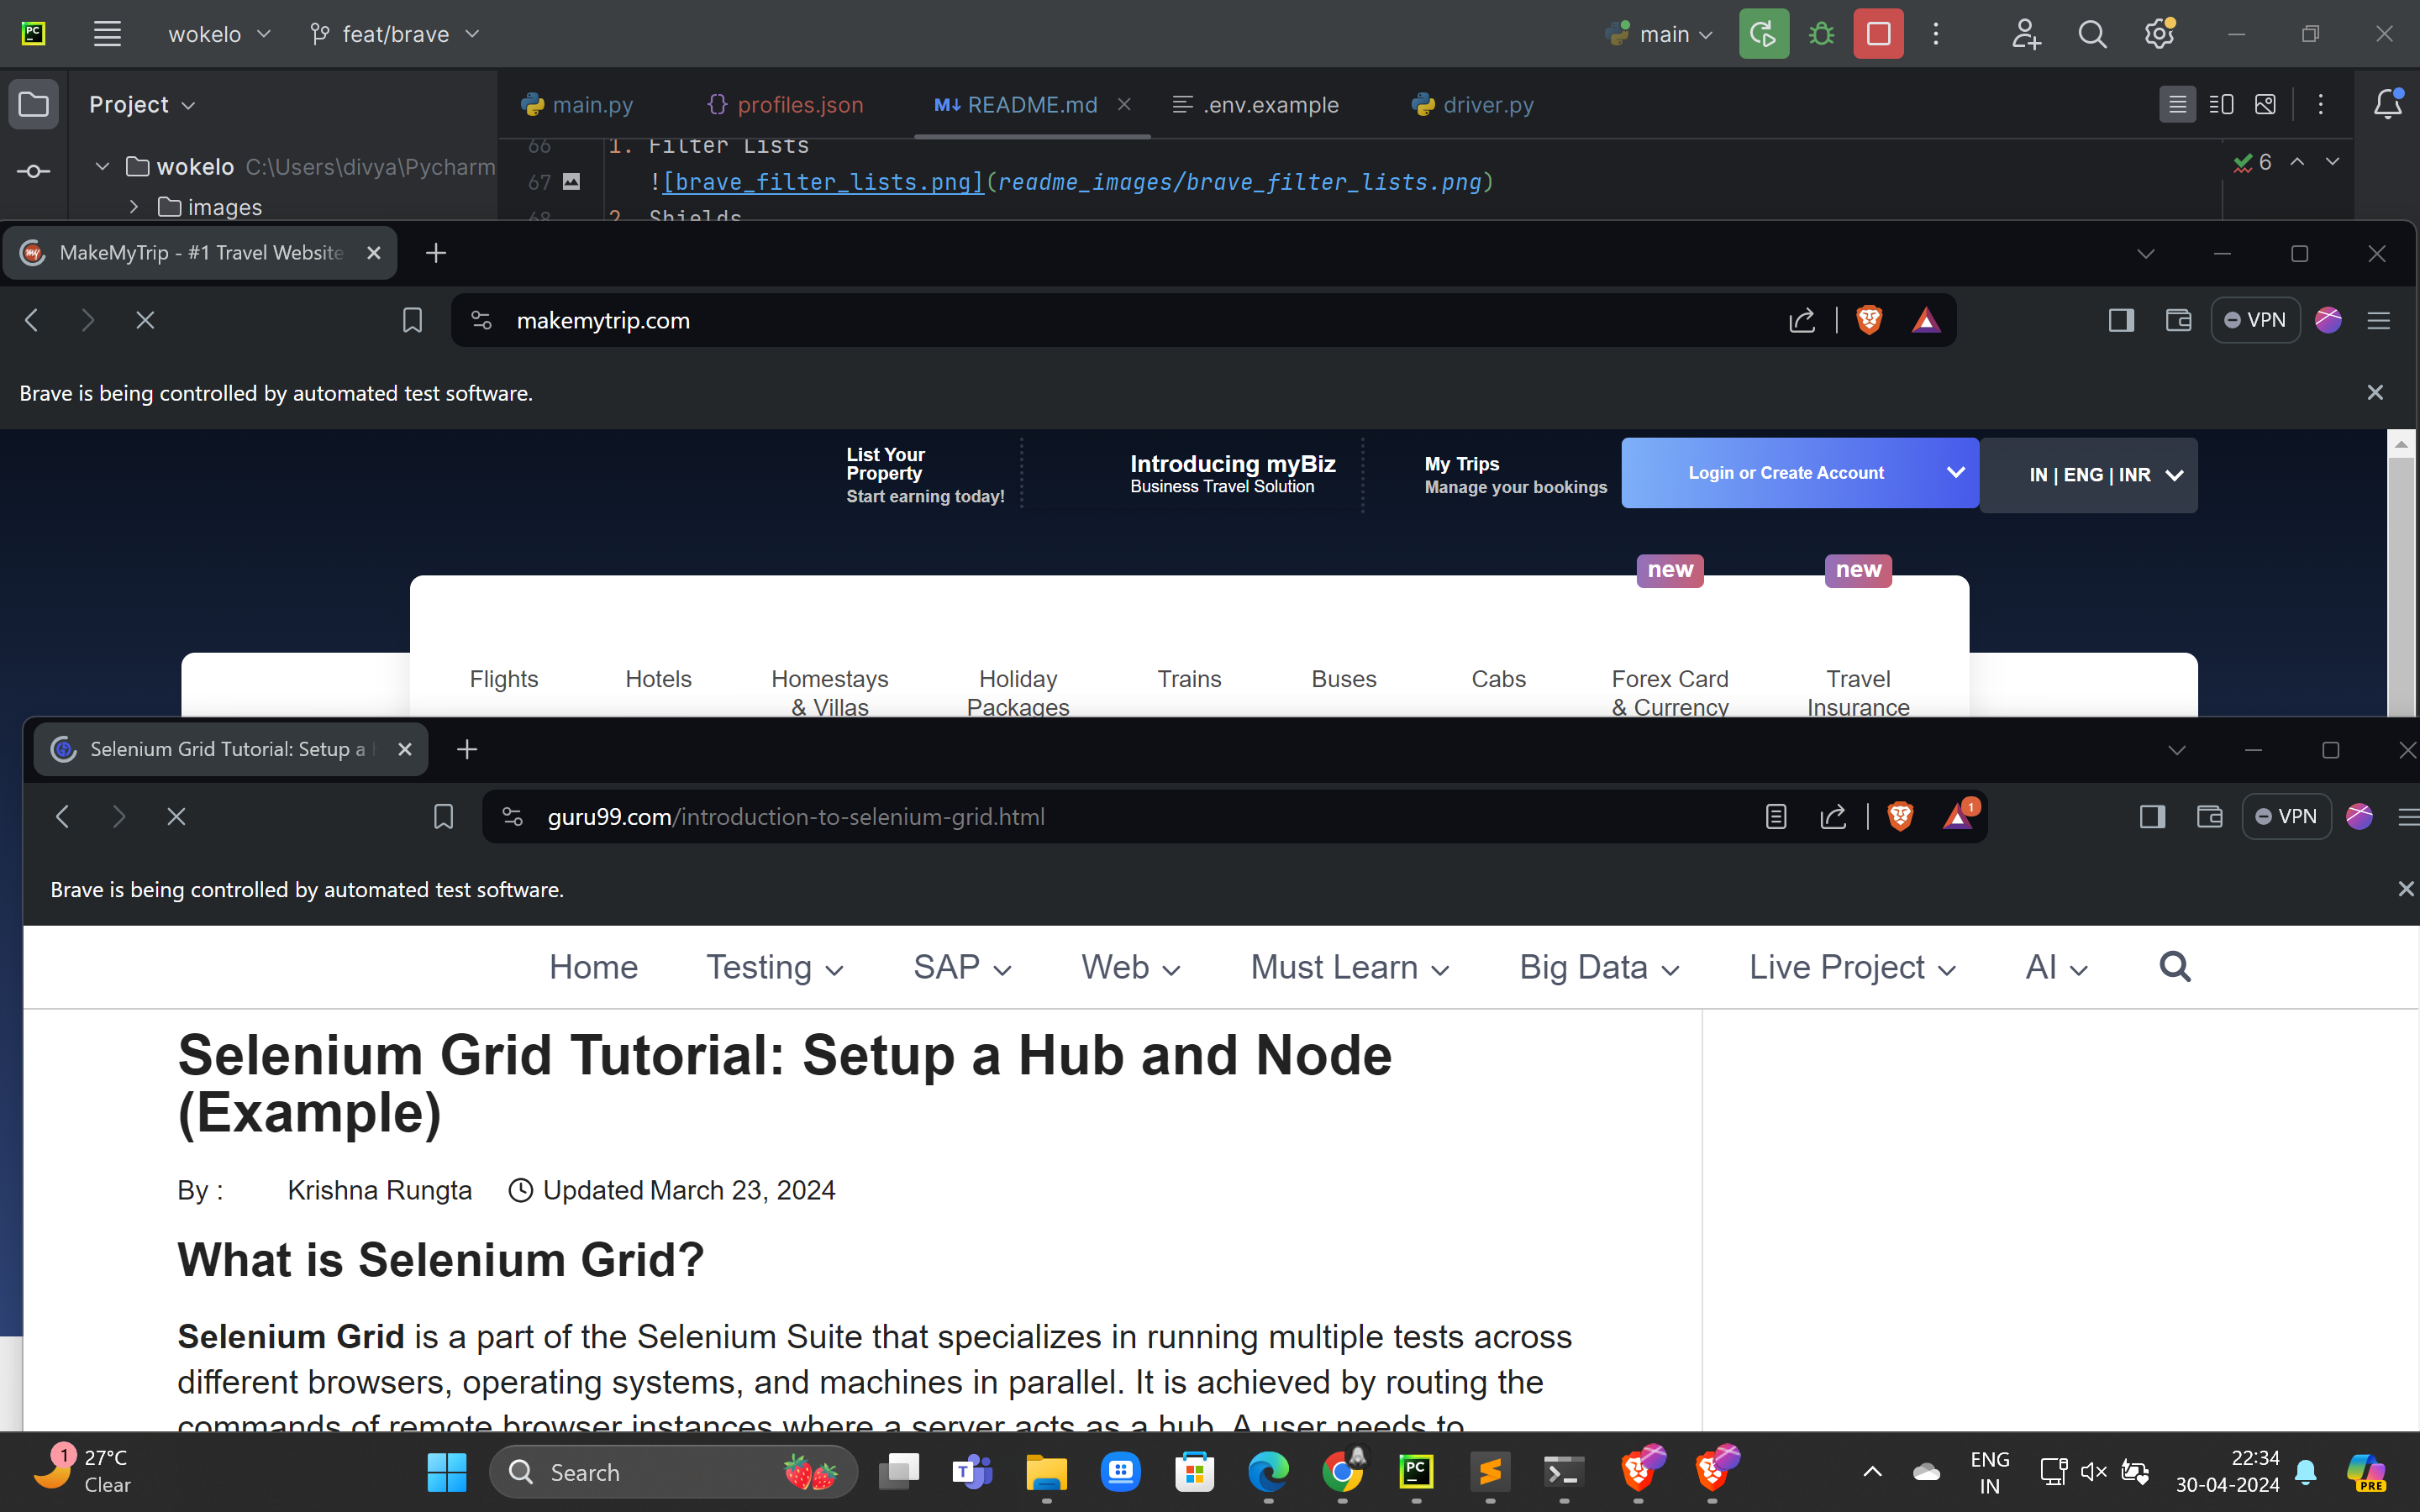 PC wokelo feat/brave main
Project main.py profiles.json M↓ README.md .env.example driver.py
66 1. Filter Lists
wokelo C:\Users\divya\Pycharm 67 ![brave_filter_lists.png](readme_images/brave_filter_lists.png) 6
images 68 2. Shields
my MakeMyTrip - #1 Travel Website
makemytrip.com VPN
Brave is being controlled by automated test software.
List Your
Property
Start earning today!
Introducing myBiz
Business Travel Solution
My Trips
Manage your bookings
Login or Create Account
IN | ENG | INR
new new
Flights Hotels Homestays Holiday Trains Buses Cabs Forex Card Travel
& Villas Packages & Currency Insurance
Selenium Grid Tutorial: Setup a
guru99.com/introduction-to-selenium-grid.html 1 VPN
Brave is being controlled by automated test software.
Home Testing SAP Web Must Learn Big Data Live Project AI
Selenium Grid Tutorial: Setup a Hub and Node
(Example)
By : Krishna Rungta Updated March 23, 2024
What is Selenium Grid?
Selenium Grid is a part of the Selenium Suite that specializes in running multiple tests across
different browsers, operating systems, and machines in parallel. It is achieved by routing the
commands of remote browser instances where a server acts as a hub. A user needs to
1 27°C
Clear
Search
T
PC
ENG
IN
22:34
30-04-2024
PRE